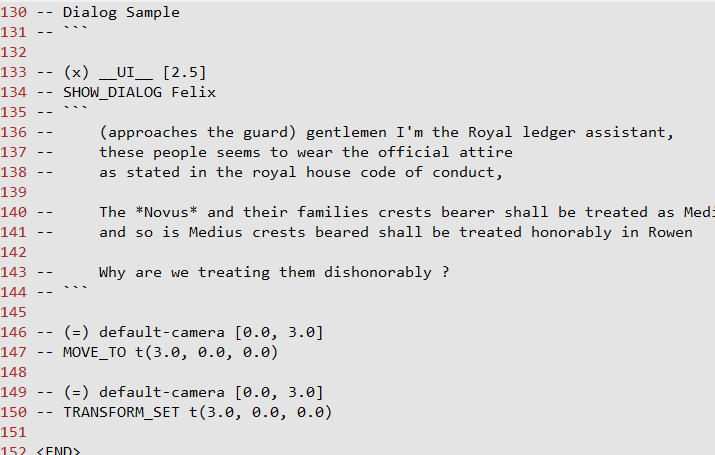 130 -- Dialog Sample
131 -- ```
132
133 -- (x) __UI__ [2.5]
134 -- SHOW_DIALOG Felix
135 -- ```
136 --     (approaches the guard) gentlemen I'm the Royal ledger assistant,
137 --     these people seems to wear the official attire
138 --     as stated in the royal house code of conduct,
139
140 --     The *Novus* and their families crests bearer shall be treated as
141 --     and so is Medius crests beared shall be treated honorably in Rowen
142
143 --     Why are we treating them dishonorably ?
144 -- ```
145
146 -- (=) default-camera [0.0, 3.0]
147 -- MOVE_TO t(3.0, 0.0, 0.0)
148
149 -- (=) default-camera [0.0, 3.0]
150 -- TRANSFORM_SET t(3.0, 0.0, 0.0)
151
152 <END>